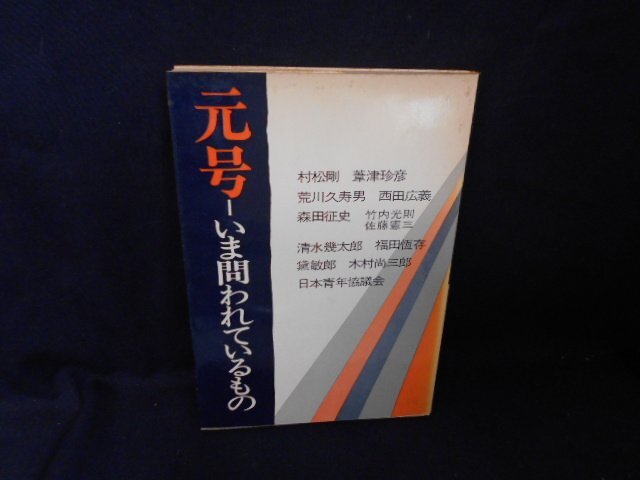 元号ーいま問われているもの
村松剛 葦津珍彦
荒川久寿男 西田広義
森田征史 竹内光則
佐藤憲三
清水幾太郎 福田恆存
黛敏郎 木村尚三郎
日本青年協議会